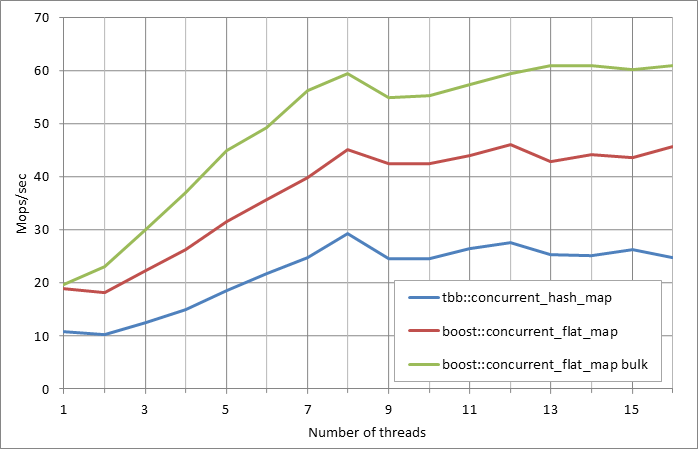 70
60
50
40
30
20
10
0
Mops/sec
tbb::concurrent_hash_map
boost::concurrent_flat_map
boost::concurrent_flat_map bulk
1 3 5 7 9 11 13 15
Number of threads